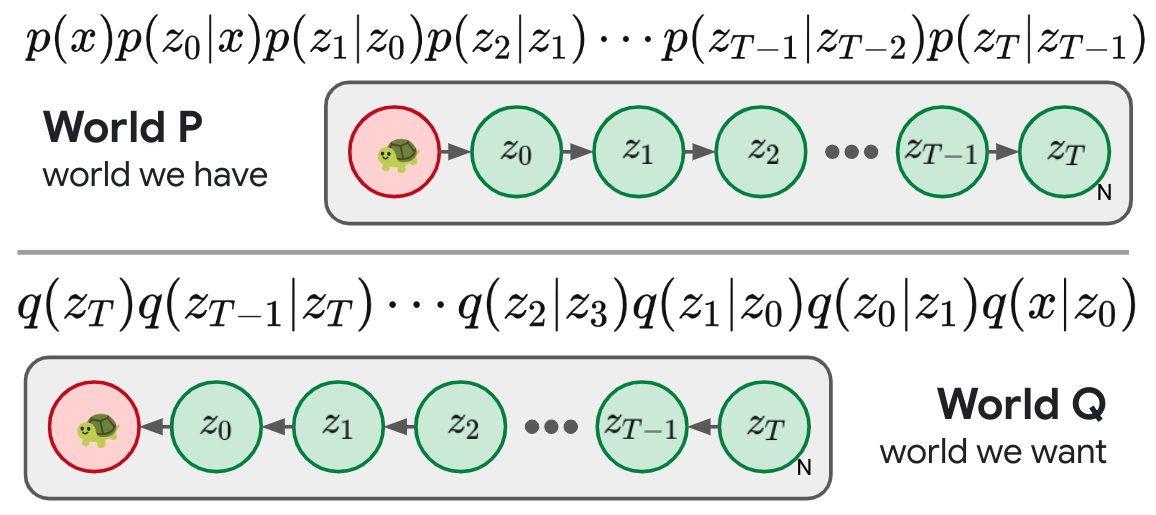 p(x)p(z_0|x)p(z_1|z_0)p(z_2|z_1) ··· p(z_{T−1}|z_{T−2})p(z_T|z_{T−1})
World P
world we have
z_0 z_1 z_2 ••• z_{T−1} z_T
N
q(z_T)q(z_{T−1}|z_T) ··· q(z_2|z_3)q(z_1|z_0)q(z_0|z_1)q(x|z_0)
z_0 z_1 z_2 ••• z_{T−1} z_T
N
World Q
world we want